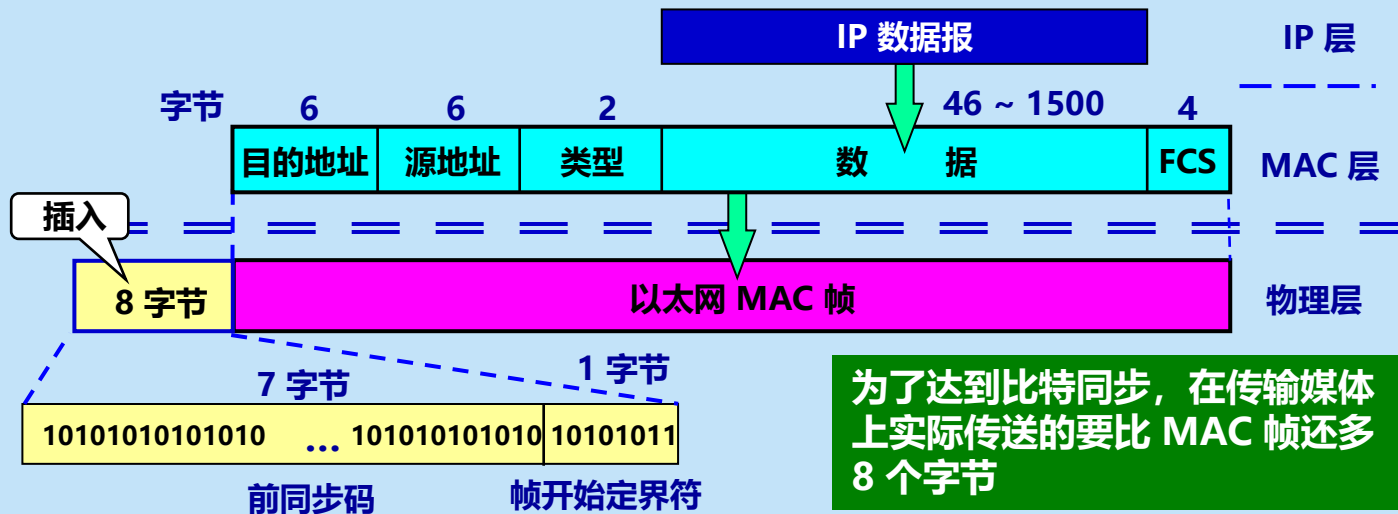 IP 数据报
IP 层
字节
6
6
2
46 ~ 1500
4
目的地址
源地址
类型
数 据
FCS
MAC 层
插入
8 字节
以太网 MAC 帧
物理层
7 字节
1 字节
10101010101010 … 101010101010
10101011
前同步码
帧开始定界符
为了达到比特同步，在传输媒体
上实际传送的要比 MAC 帧还多
8 个字节